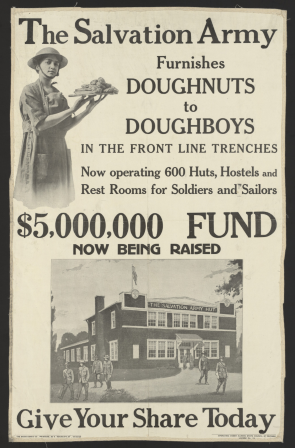 The Salvation Army
Furnishes
DOUGHNUTS
to
DOUGHBOYS
IN THE FRONT LINE TRENCHES
Now operating 600 Huts, Hostels and
Rest Rooms for Soldiers and Sailors
$5,000,000 FUND
NOW BEING RAISED
THE SALVATION ARMY HUT
Give Your Share Today